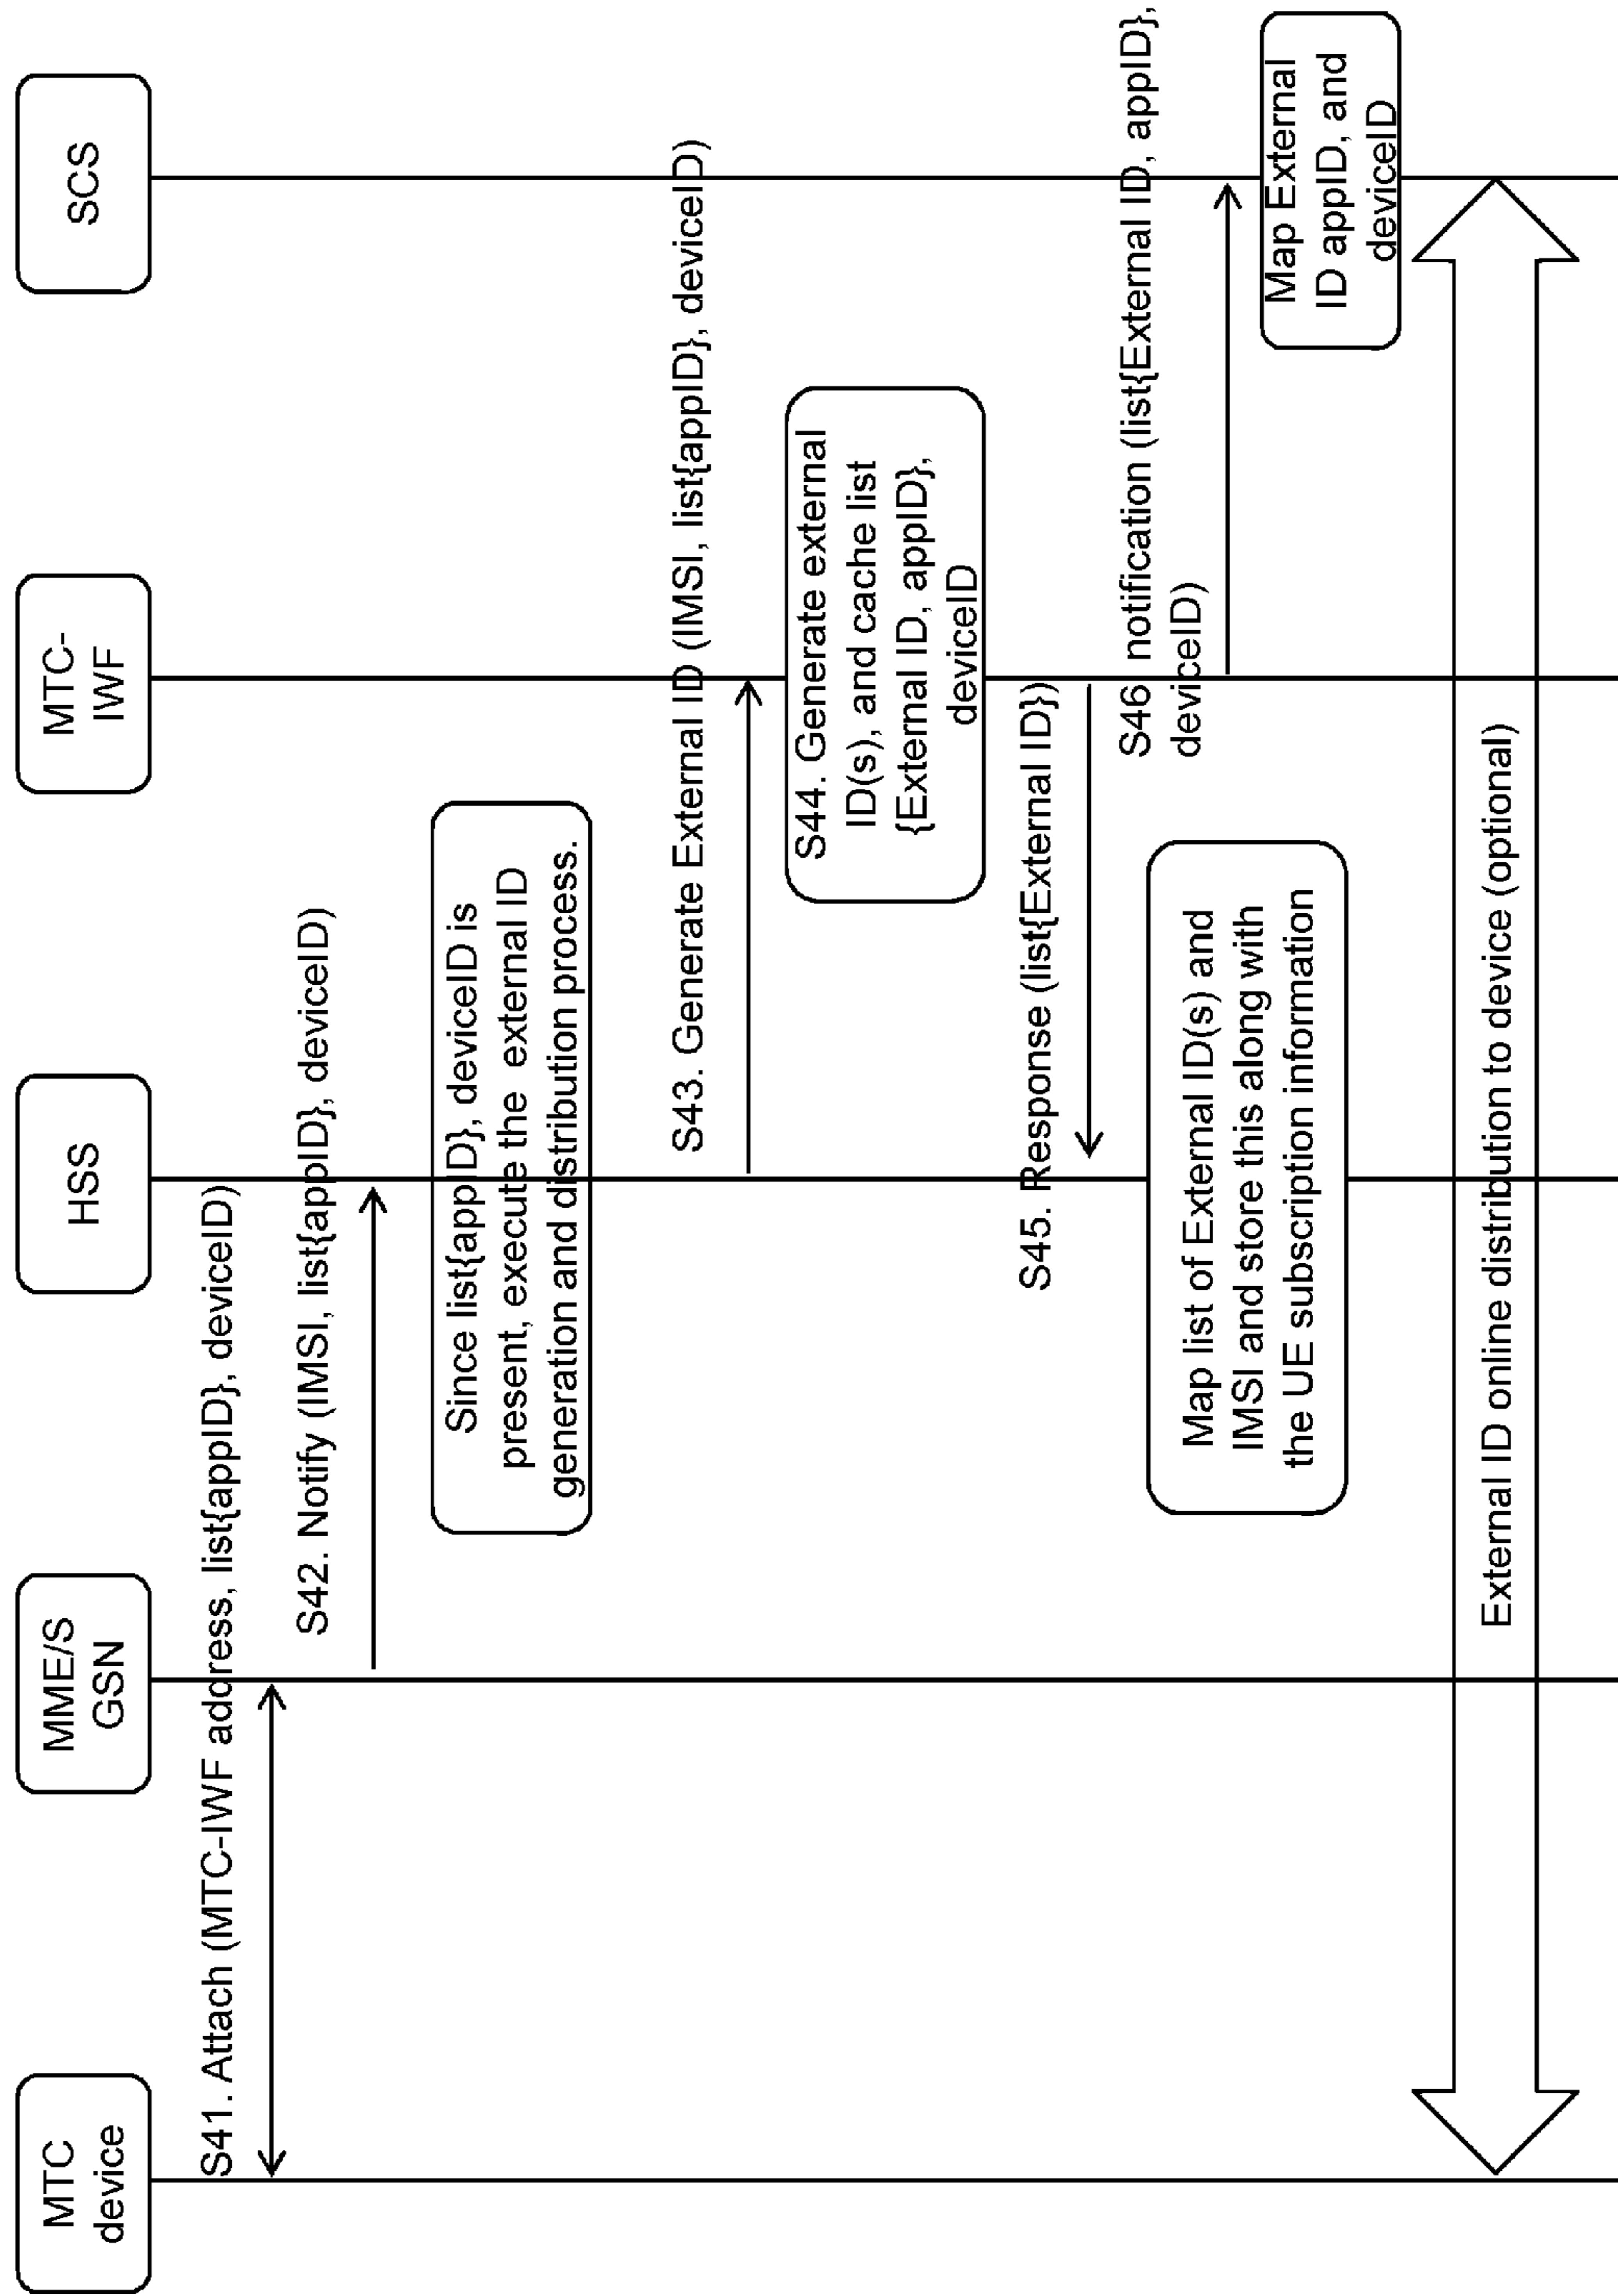 MTC
device
MME/S
GSN
HSS
MTC-
IWF
SCS
S41. Attach (MTC-IWF address, list{appID}, deviceID)
S42. Notify (IMSI, list{appID}, deviceID)
Since list{appID}, deviceID is
present, execute the external ID
generation and distribution process.
S43. Generate External ID (IMSI, list{appID}, deviceID)
S44. Generate external
ID(s), and cache list
{External ID, appID},
deviceID
S45. Response (list{External ID})
S46 notification (list{External ID, appID},
deviceID)
Map list of External ID(s) and
IMSI and store this along with
the UE subscription information
Map External
ID appID, and
deviceID
External ID online distribution to device (optional)